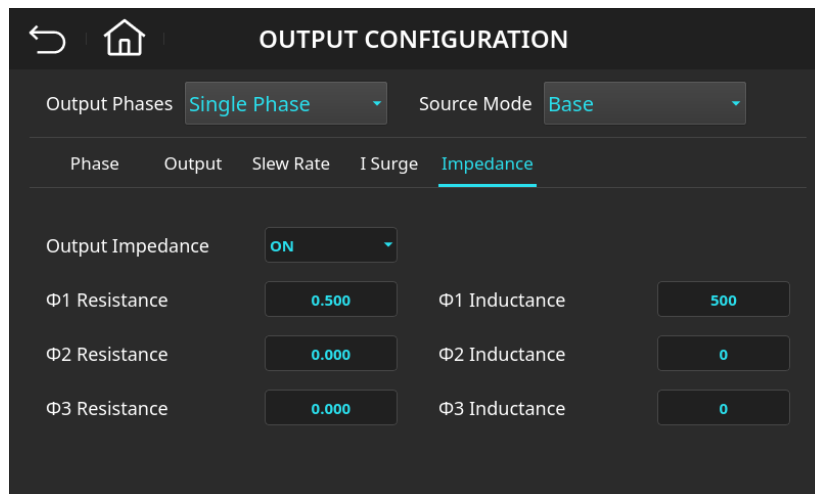 OUTPUT CONFIGURATION
Output Phases Single Phase Source Mode Base
Phase Output Slew Rate I Surge Impedance
Output Impedance ON
Φ1 Resistance 0.500 Φ1 Inductance 500
Φ2 Resistance 0.000 Φ2 Inductance 0
Φ3 Resistance 0.000 Φ3 Inductance 0